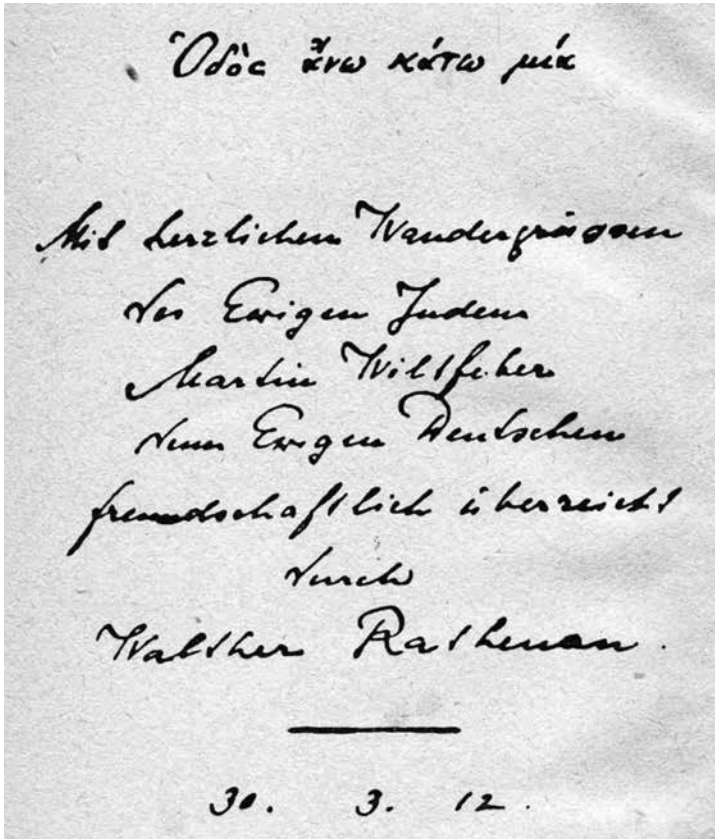 Ὁδὸς ἄνω κάτω μία
Mit herzlichen Wandergrüssen
des Ewigen Juden
Martin Wiltfeber
dem Ewigen Deutschen
freundschaftlich überreicht
durch
Walther Rathenau.
30. 3. 12.